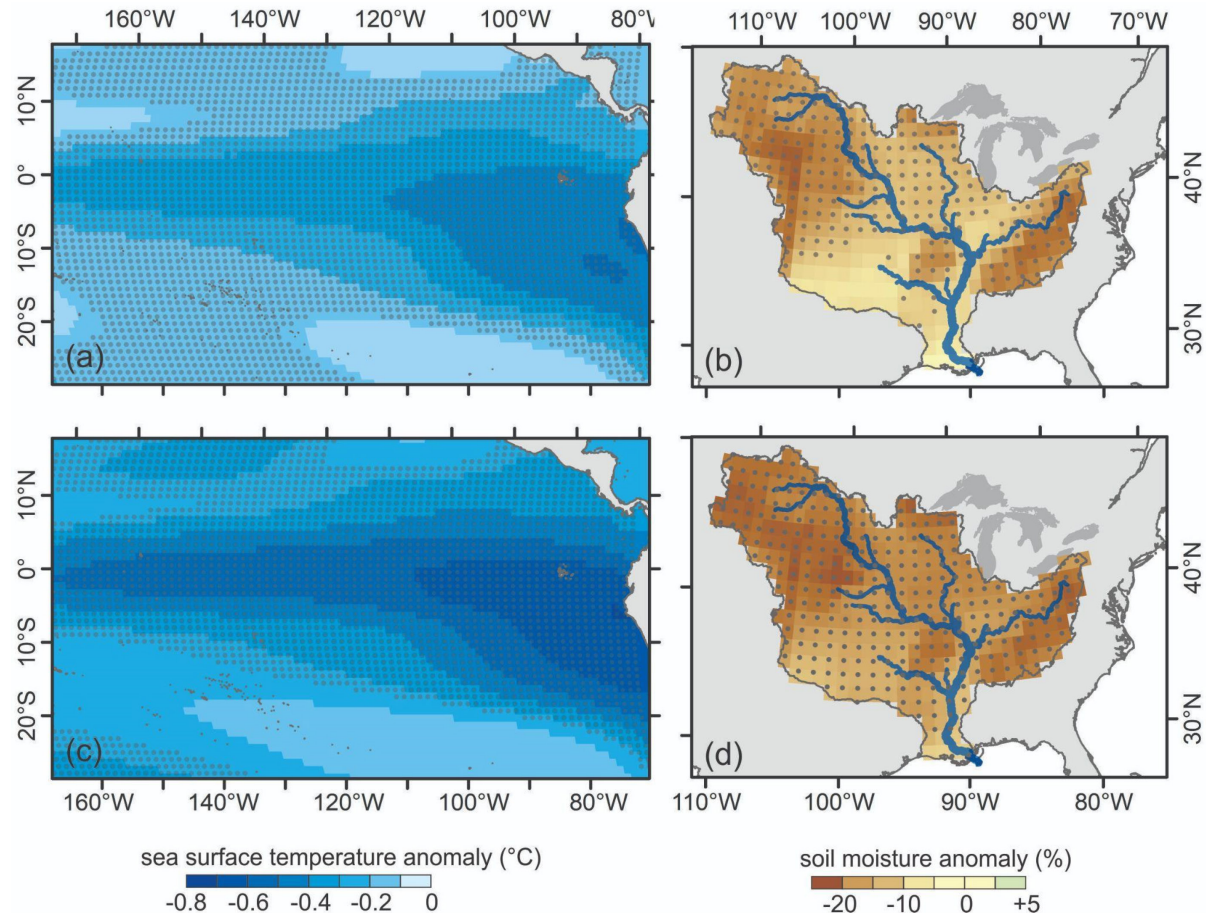 160°W 140°W 120°W 100°W 80°W 110°W 100°W 90°W 80°W 70°W
10°N
0°
10°S
20°S
(a)
40°N
30°N
(b)
10°N
0°
10°S
20°S
(c)
40°N
30°N
(d)
160°W 140°W 120°W 100°W 80°W 110°W 100°W 90°W 80°W
sea surface temperature anomaly (°C)
-0.8 -0.6 -0.4 -0.2 0
soil moisture anomaly (%)
-20 -10 0 +5